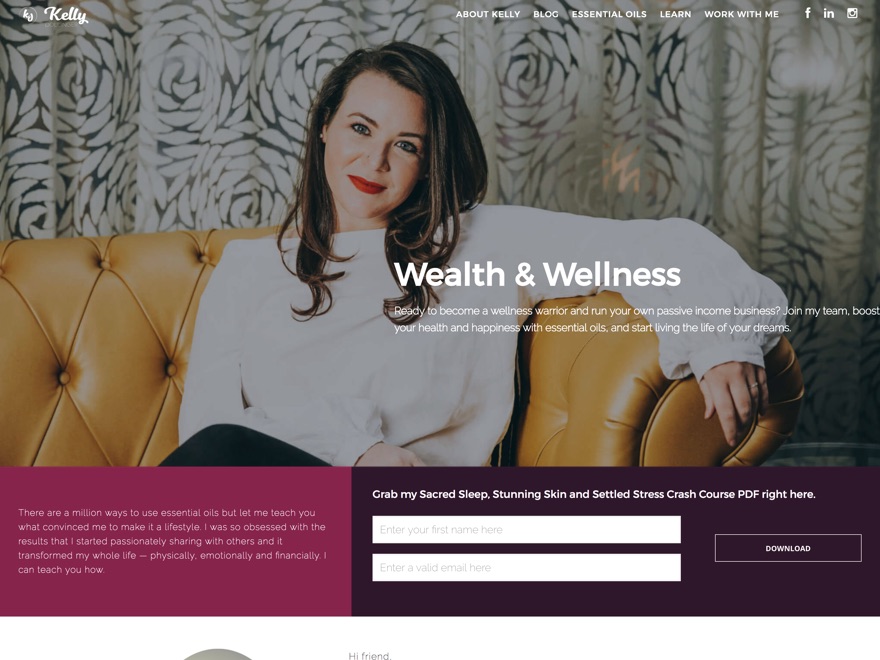 Kelly
ABOUT KELLY BLOG ESSENTIAL OILS LEARN WORK WITH ME
Wealth & Wellness
Ready to become a wellness warrior and run your own passive income business? Join my team, boost
your health and happiness with essential oils, and start living the life of your dreams.
There are a million ways to use essential oils but let me teach you
what convinced me to make it a lifestyle. I was so obsessed with the
results that I started passionately sharing with others and it
transformed my whole life — physically, emotionally and financially. I
can teach you how.
Grab my Sacred Sleep, Stunning Skin and Settled Stress Crash Course PDF right here.
Enter your first name here
Enter a valid email here
DOWNLOAD
Hi friend,